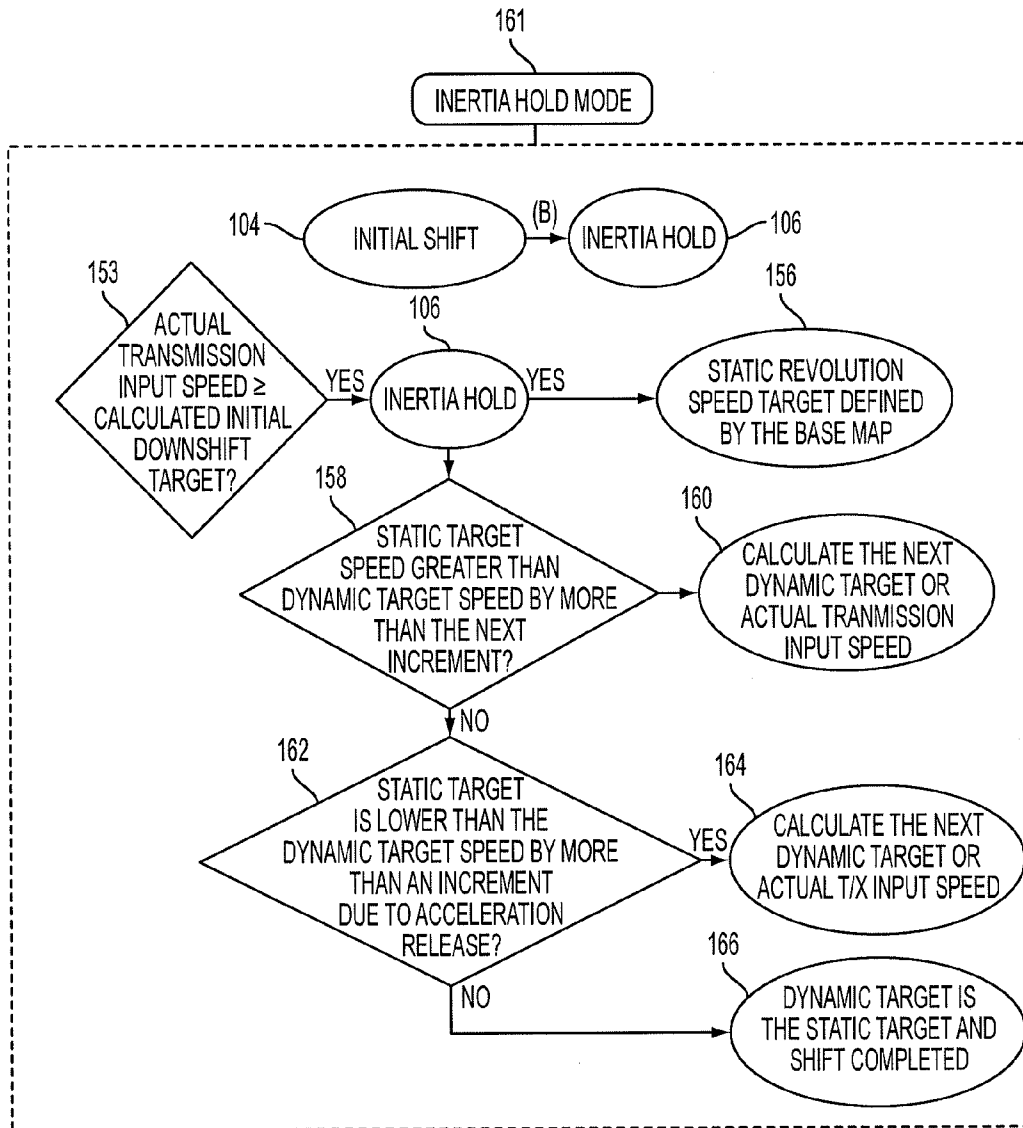 161
INERTIA HOLD MODE
104
INITIAL SHIFT
(B)
INERTIA HOLD
106
153
ACTUAL
TRANSMISSION
INPUT SPEED ≥
CALCULATED INITIAL
DOWNSHIFT
TARGET?
YES
106
INERTIA HOLD
YES
156
STATIC REVOLUTION
SPEED TARGET DEFINED
BY THE BASE MAP
158
STATIC TARGET
SPEED GREATER THAN
DYNAMIC TARGET SPEED BY MORE
THAN THE NEXT
INCREMENT?
160
CALCULATE THE NEXT
DYNAMIC TARGET OR
ACTUAL TRANMISSION
INPUT SPEED
NO
162
STATIC TARGET
IS LOWER THAN THE
DYNAMIC TARGET SPEED BY MORE
THAN AN INCREMENT
DUE TO ACCELERATION
RELEASE?
YES
164
CALCULATE THE NEXT
DYNAMIC TARGET OR
ACTUAL T/X INPUT SPEED
NO
166
DYNAMIC TARGET IS
THE STATIC TARGET AND
SHIFT COMPLETED